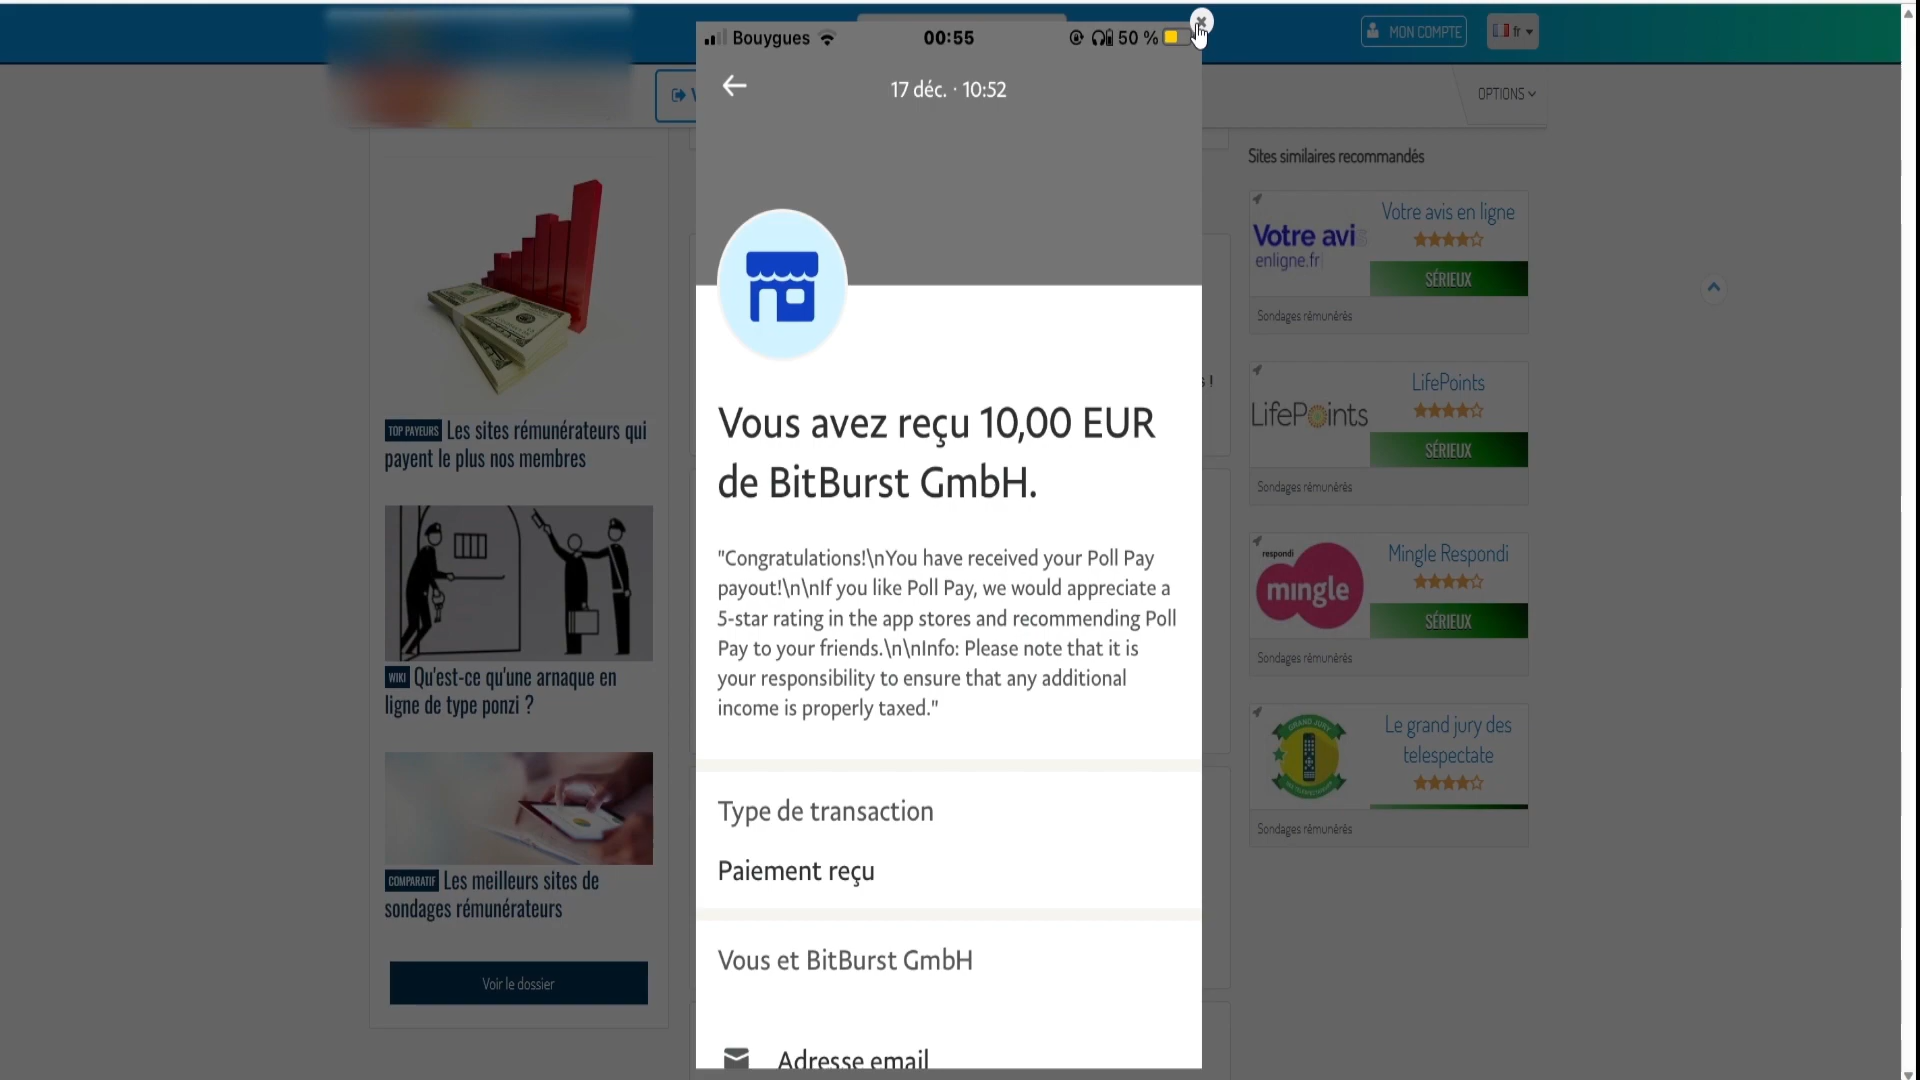 MON COMPTE
fr
OPTIONS
Bouygues
00:55
50 %
17 déc. · 10:52
Vous avez reçu 10,00 EUR
de BitBurst GmbH.
"Congratulations!\nYou have received your Poll Pay
payout!\n\nIf you like Poll Pay, we would appreciate a
5-star rating in the app stores and recommending Poll
Pay to your friends.\n\nInfo: Please note that it is
your responsibility to ensure that any additional
income is properly taxed."
Type de transaction
Paiement reçu
Vous et BitBurst GmbH
Adresse email
TOP PAYEURS Les sites rémunérateurs qui
payent le plus nos membres
WIKI Qu'est-ce qu'une arnaque en
ligne de type ponzi ?
COMPARATIF Les meilleurs sites de
sondages rémunérateurs
Voir le dossier
Sites similaires recommandés
Votre avis
enligne.fr
Votre avis en ligne
SÉRIEUX
Sondages rémunérés
LifePoints
LifePoints
SÉRIEUX
Sondages rémunérés
respondi
mingle
Mingle Respondi
SÉRIEUX
Sondages rémunérés
GRAND JURY
Le grand jury des
telespectate
Sondages rémunérés